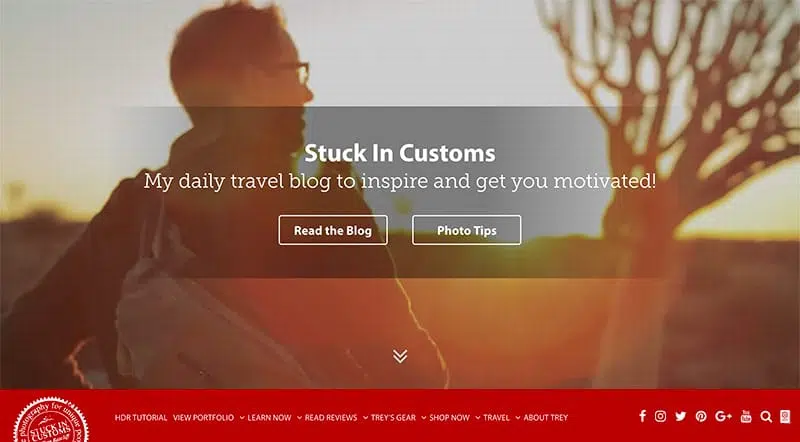 Stuck In Customs
My daily travel blog to inspire and get you motivated!
Read the Blog
Photo Tips
photography for unique
STUCK IN
CUSTOMS
HDR TUTORIAL VIEW PORTFOLIO LEARN NOW READ REVIEWS TREY'S GEAR SHOP NOW TRAVEL ABOUT TREY